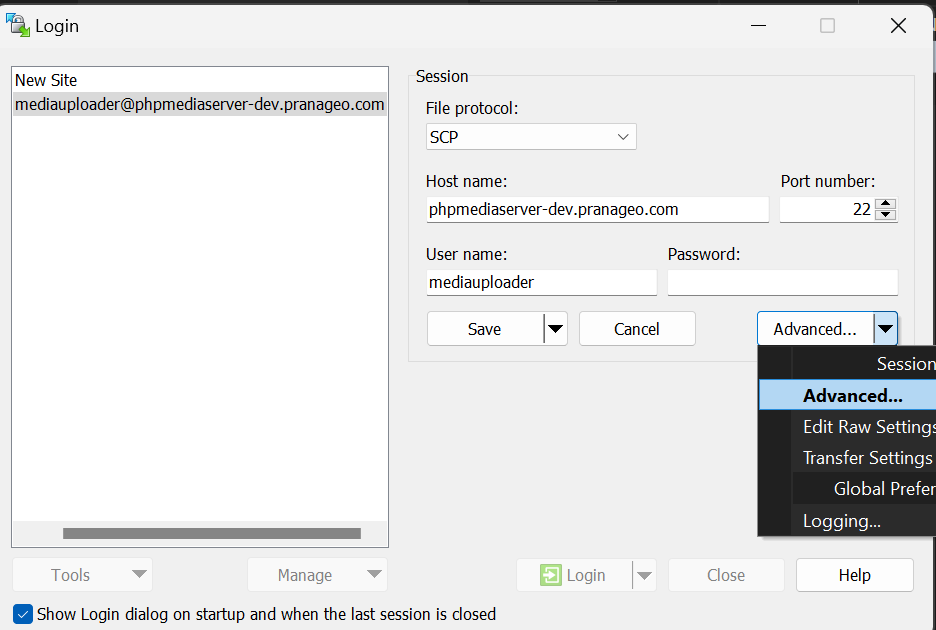 Login
New Site
mediauploader@phpmediaserver-dev.pranageo.com
Session
File protocol:
SCP
Host name:
Port number:
phpmediaserver-dev.pranageo.com
22
User name:
Password:
mediauploader
Save
Cancel
Advanced...
Session
Advanced...
Edit Raw Settings
Transfer Settings
Global Prefer
Logging...
Tools
Manage
Login
Close
Help
Show Login dialog on startup and when the last session is closed